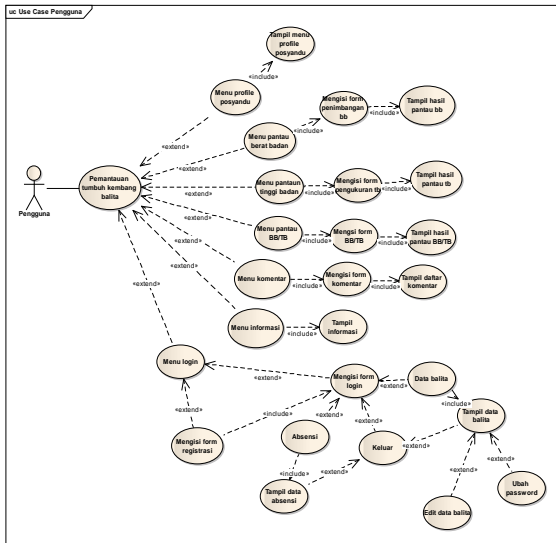 uc Use Case Pengguna
Tampil menu
profile
posyandu
«include»
Menu profile
posyandu
«extend»
Mengisi form
penimbangan
bb
«include»
Tampil hasil
pantau bb
«include»
Menu pantau
berat badan
«extend»
Pengguna
Pemantauan
tumbuh kembang
balita
Menu pantaun
tinggi badan
«extend»
«include»
Mengisi form
pengukuran tb
«include»
Tampil hasil
pantau tb
«extend»
Menu pantau
BB/TB
«include»
Mengsi form
BB/TB
«include»
Tampil hasil
pantau BB/TB
«extend»
Menu komentar
«include»
Mengisi form
komentar
«include»
Tampil daftar
komentar
«extend»
«extend»
Menu informasi
«include»
Tampil
informasi
Menu login
«extend»
Mengisi form
login
«extend»
Data balita
«include»
Tampil data
balita
«extend»
«include»
«extend»
Mengisi form
registrasi
Absensi
«extend»
Keluar
«extend»
«include»
Tampil data
absensi
«extend»
«extend»
«extend»
Ubah
password
Edit data balita